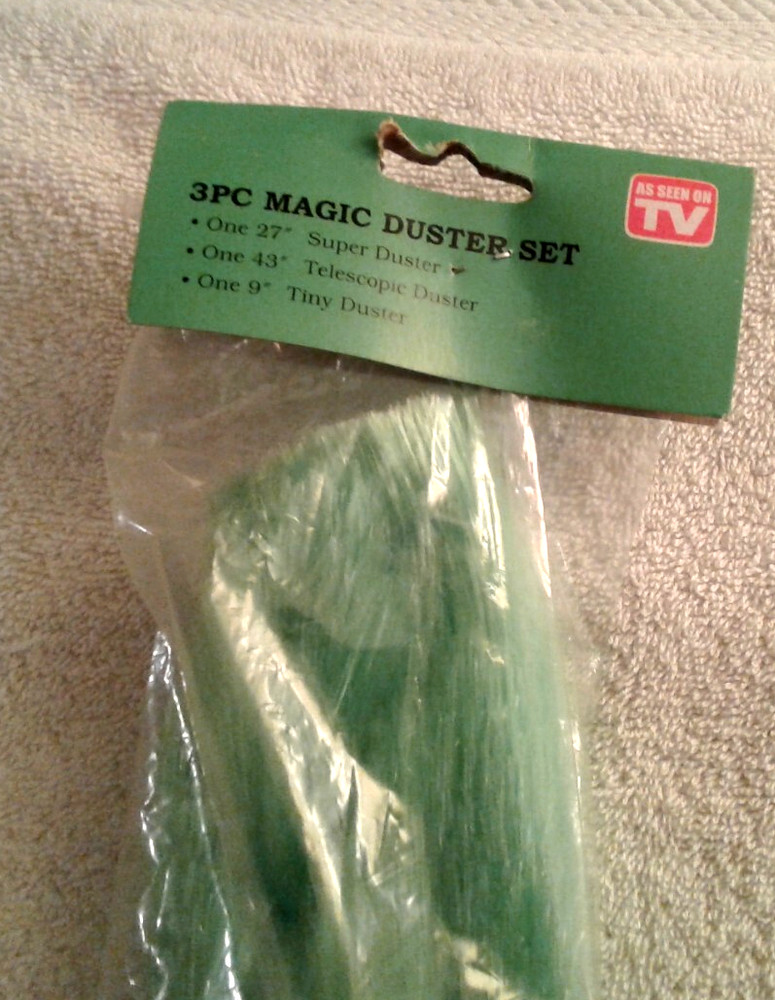 3PC MAGIC DUSTER SET
• One 27" Super Duster
• One 43" Telescopic Duster
• One 9" Tiny Duster
AS SEEN ON
TV